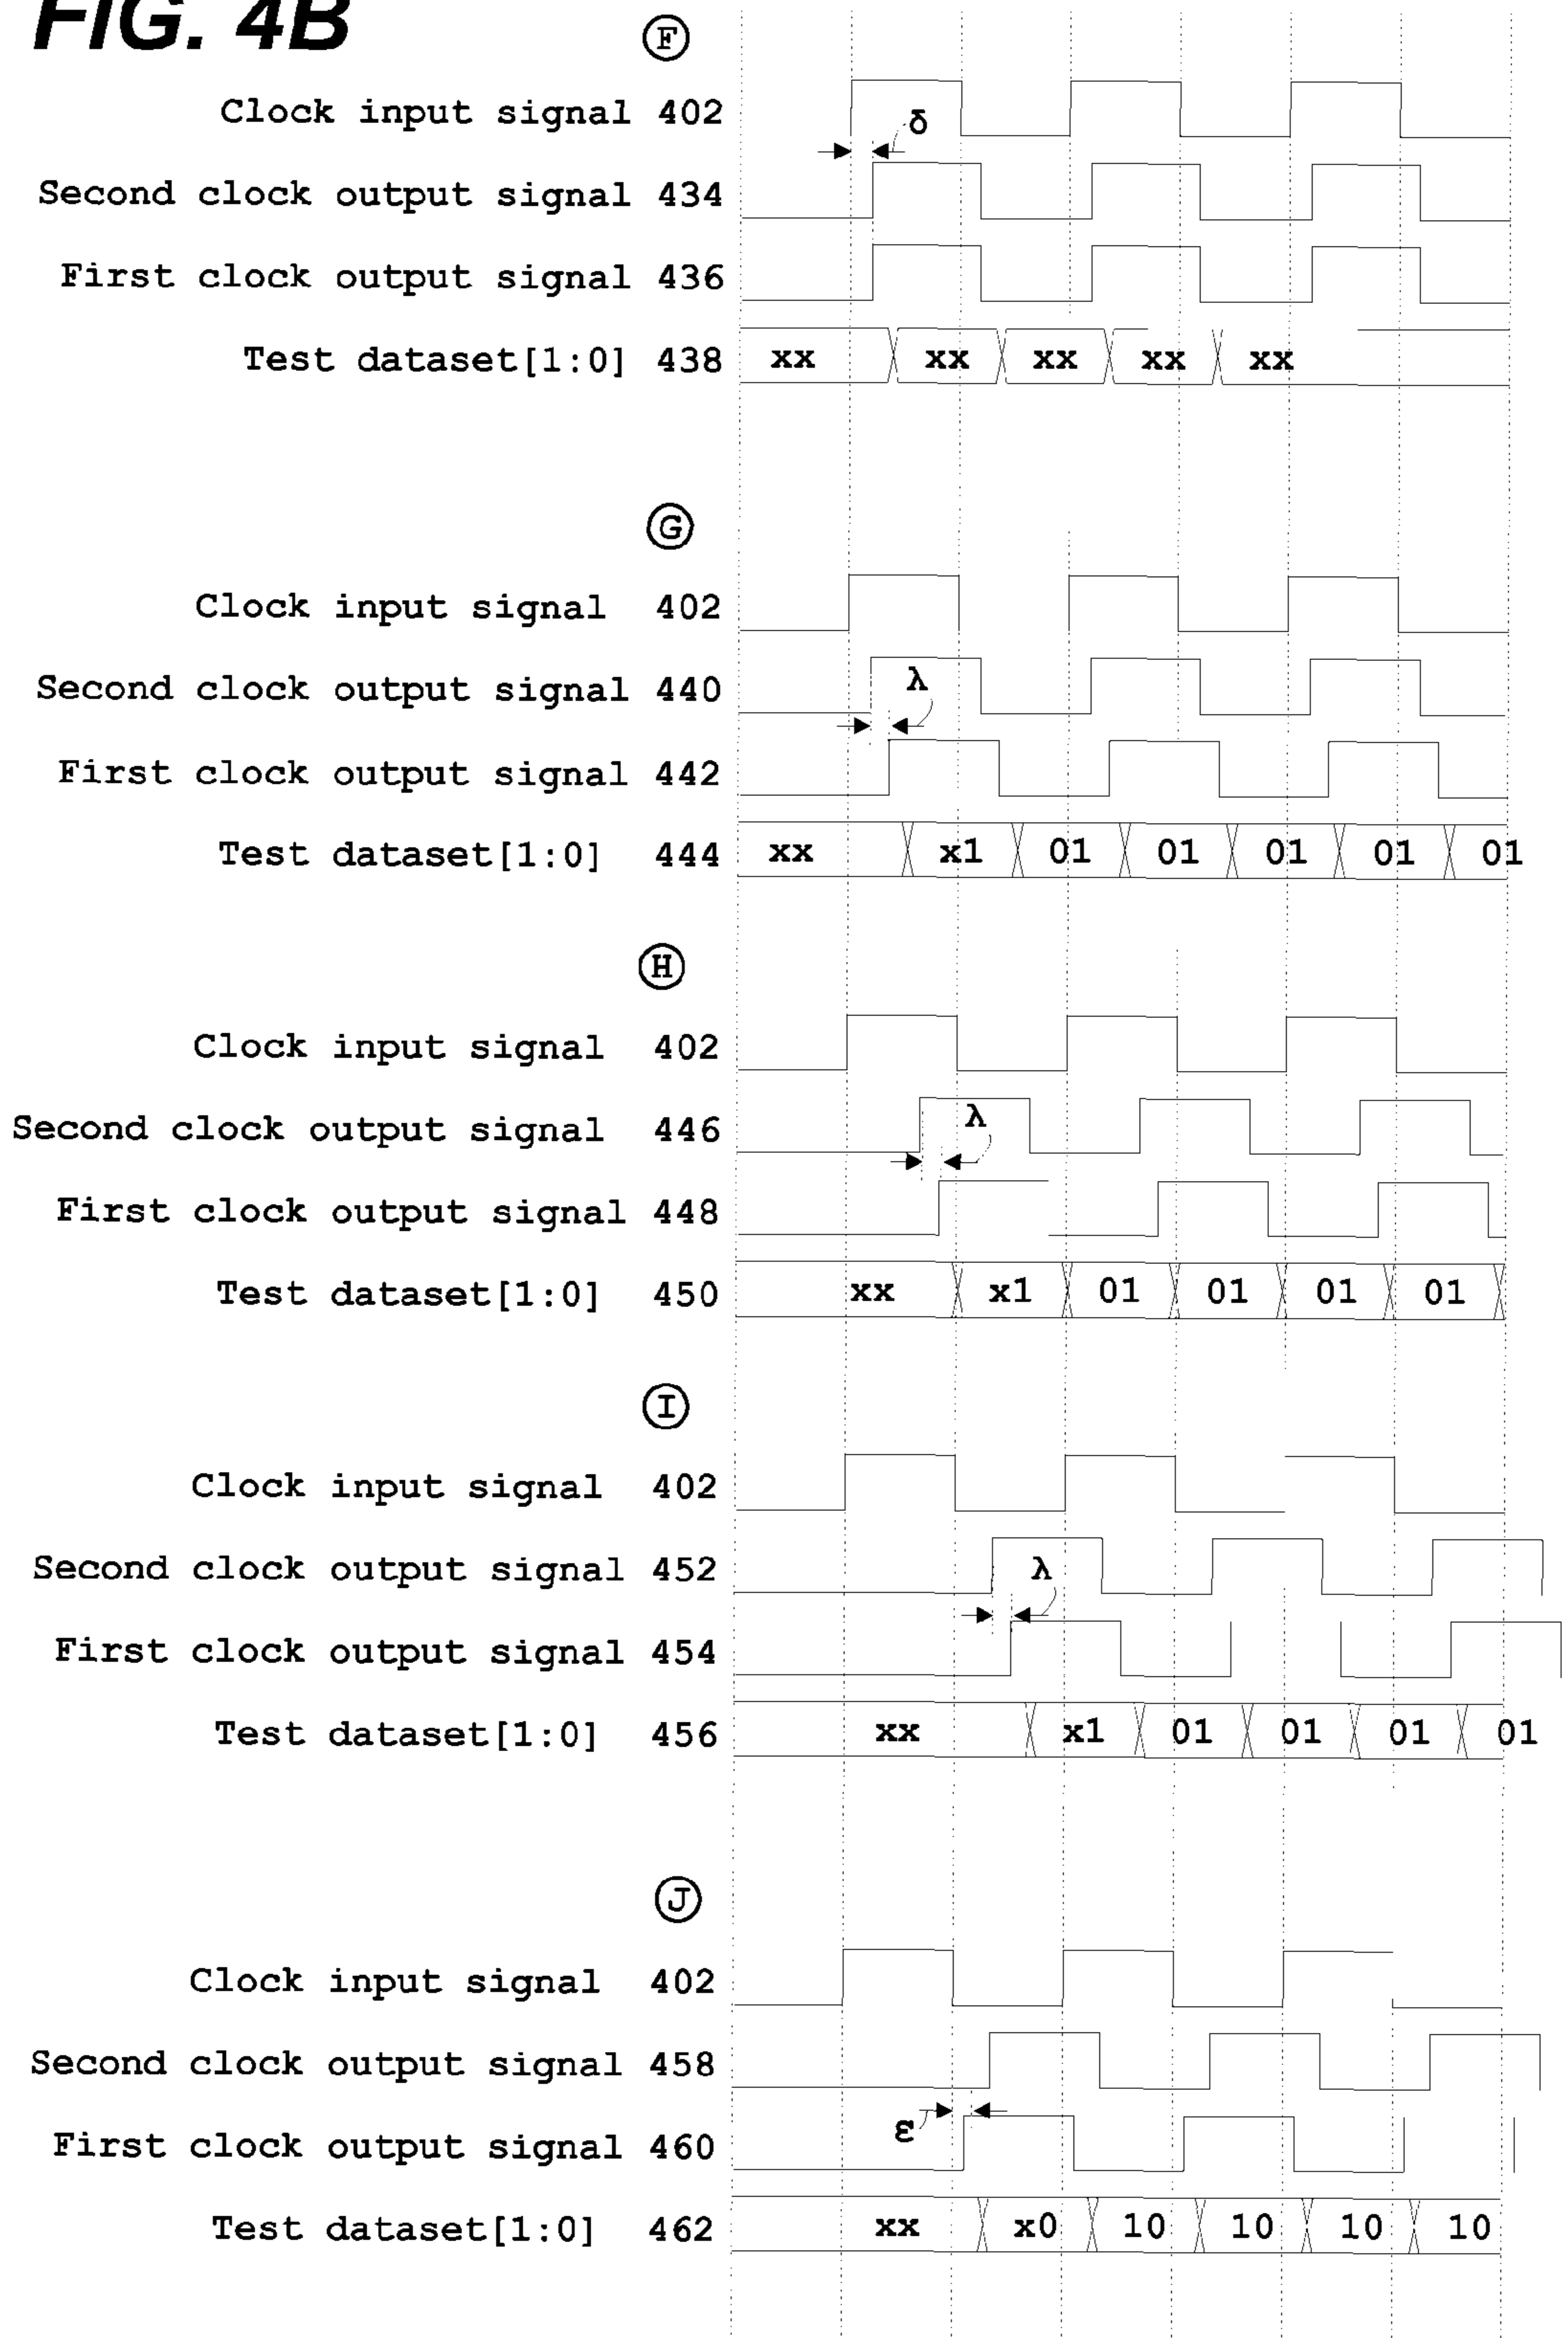 FIG. 4B
F
Clock input signal 402
δ
Second clock output signal 434
First clock output signal 436
Test dataset[1:0] 438 xx xx xx xx xx
G
Clock input signal 402
Second clock output signal 440
λ
First clock output signal 442
Test dataset[1:0] 444 xx x1 01 01 01 01 01
H
Clock input signal 402
Second clock output signal 446
λ
First clock output signal 448
Test dataset[1:0] 450 xx x1 01 01 01 01
I
Clock input signal 402
Second clock output signal 452
λ
First clock output signal 454
Test dataset[1:0] 456 xx x1 01 01 01 01
J
Clock input signal 402
Second clock output signal 458
ε
First clock output signal 460
Test dataset[1:0] 462 xx x0 10 10 10 10